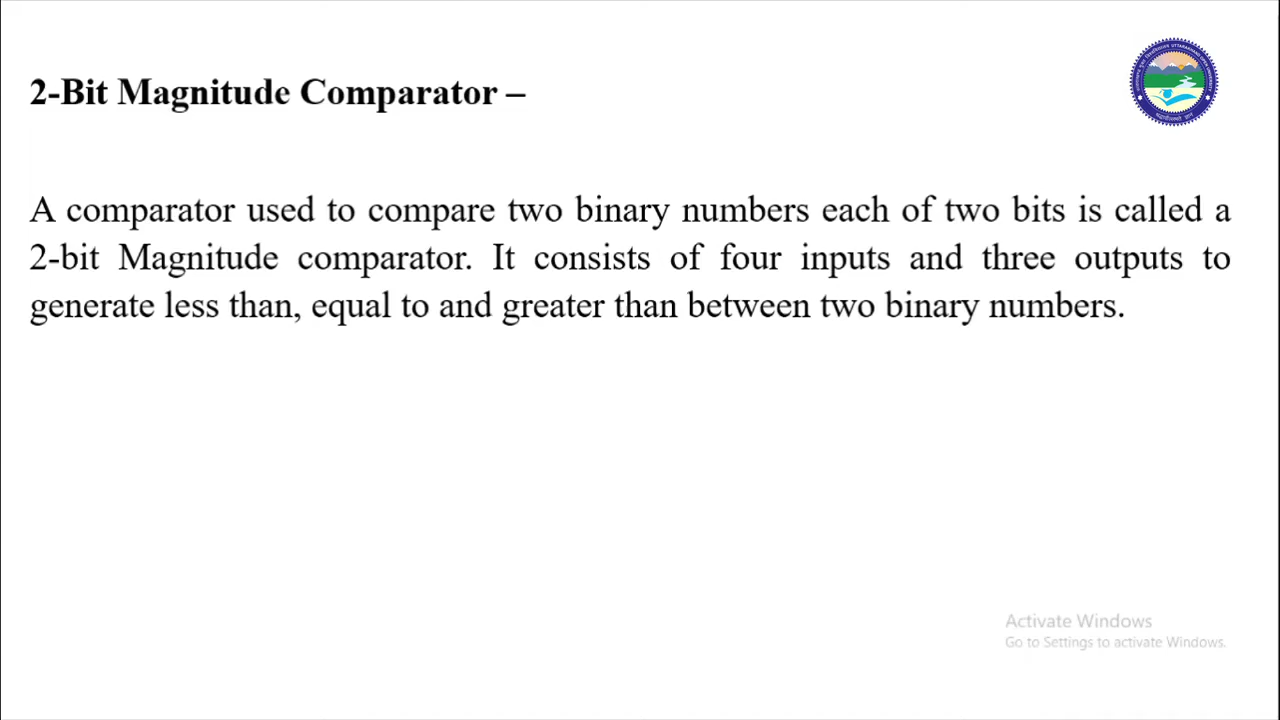 2-Bit Magnitude Comparator –
A comparator used to compare two binary numbers each of two bits is called a
2-bit Magnitude comparator. It consists of four inputs and three outputs to
generate less than, equal to and greater than between two binary numbers.
Activate Windows
Go to Settings to activate Windows.